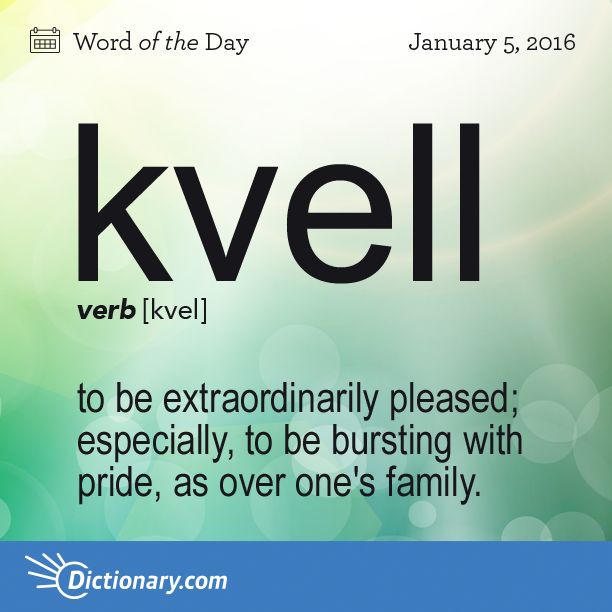 Word of the Day
January 5, 2016
kvell
verb [kvel]
to be extraordinarily pleased;
especially, to be bursting with
pride, as over one's family.
Dictionary.com